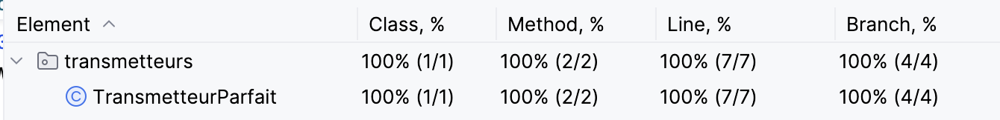 Element Class, % Method, % Line, % Branch, %
transmetteurs 100% (1/1) 100% (2/2) 100% (7/7) 100% (4/4)
C TransmetteurParfait 100% (1/1) 100% (2/2) 100% (7/7) 100% (4/4)